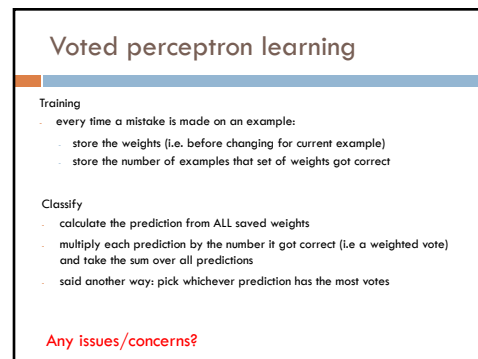 Voted perceptron learning
Training
- every time a mistake is made on an example:
- store the weights (i.e. before changing for current example)
- store the number of examples that set of weights got correct
Classify
- calculate the prediction from ALL saved weights
- multiply each prediction by the number it got correct (i.e a weighted vote)
and take the sum over all predictions
- said another way: pick whichever prediction has the most votes
Any issues/concerns?